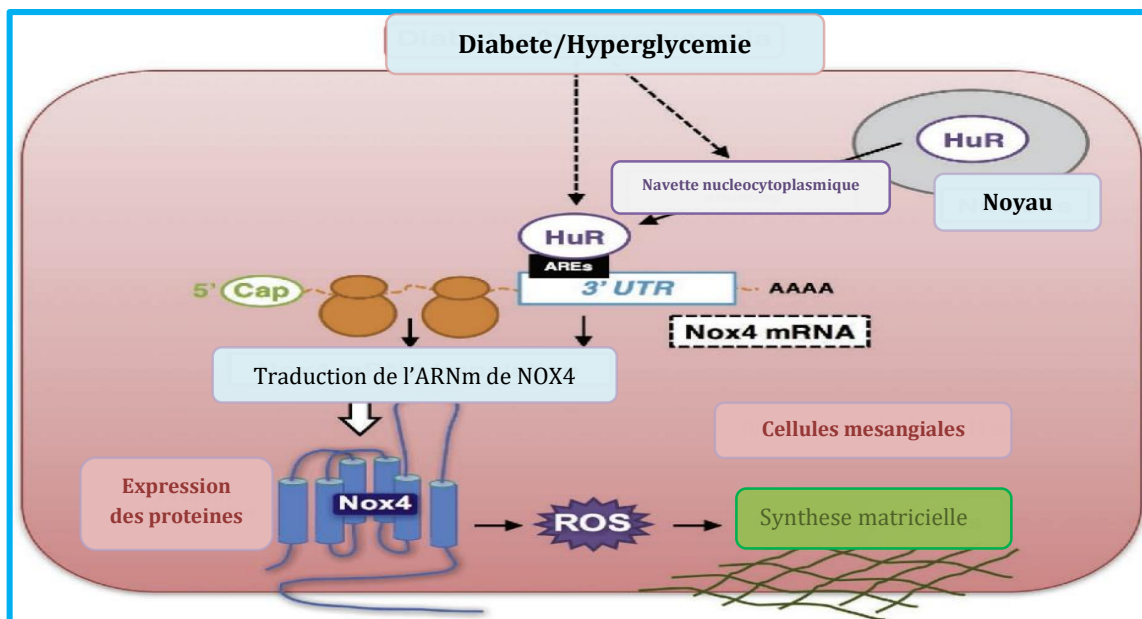 Diabete/Hyperglycemie
HuR
Navette nucleocytoplasmique
Noyau
HuR
AREs
5' Cap
3' UTR
AAAA
Nox4 mRNA
Traduction de l'ARNm de NOX4
Cellules mesangiales
Expression
des proteines
Nox4
ROS
Synthese matricielle